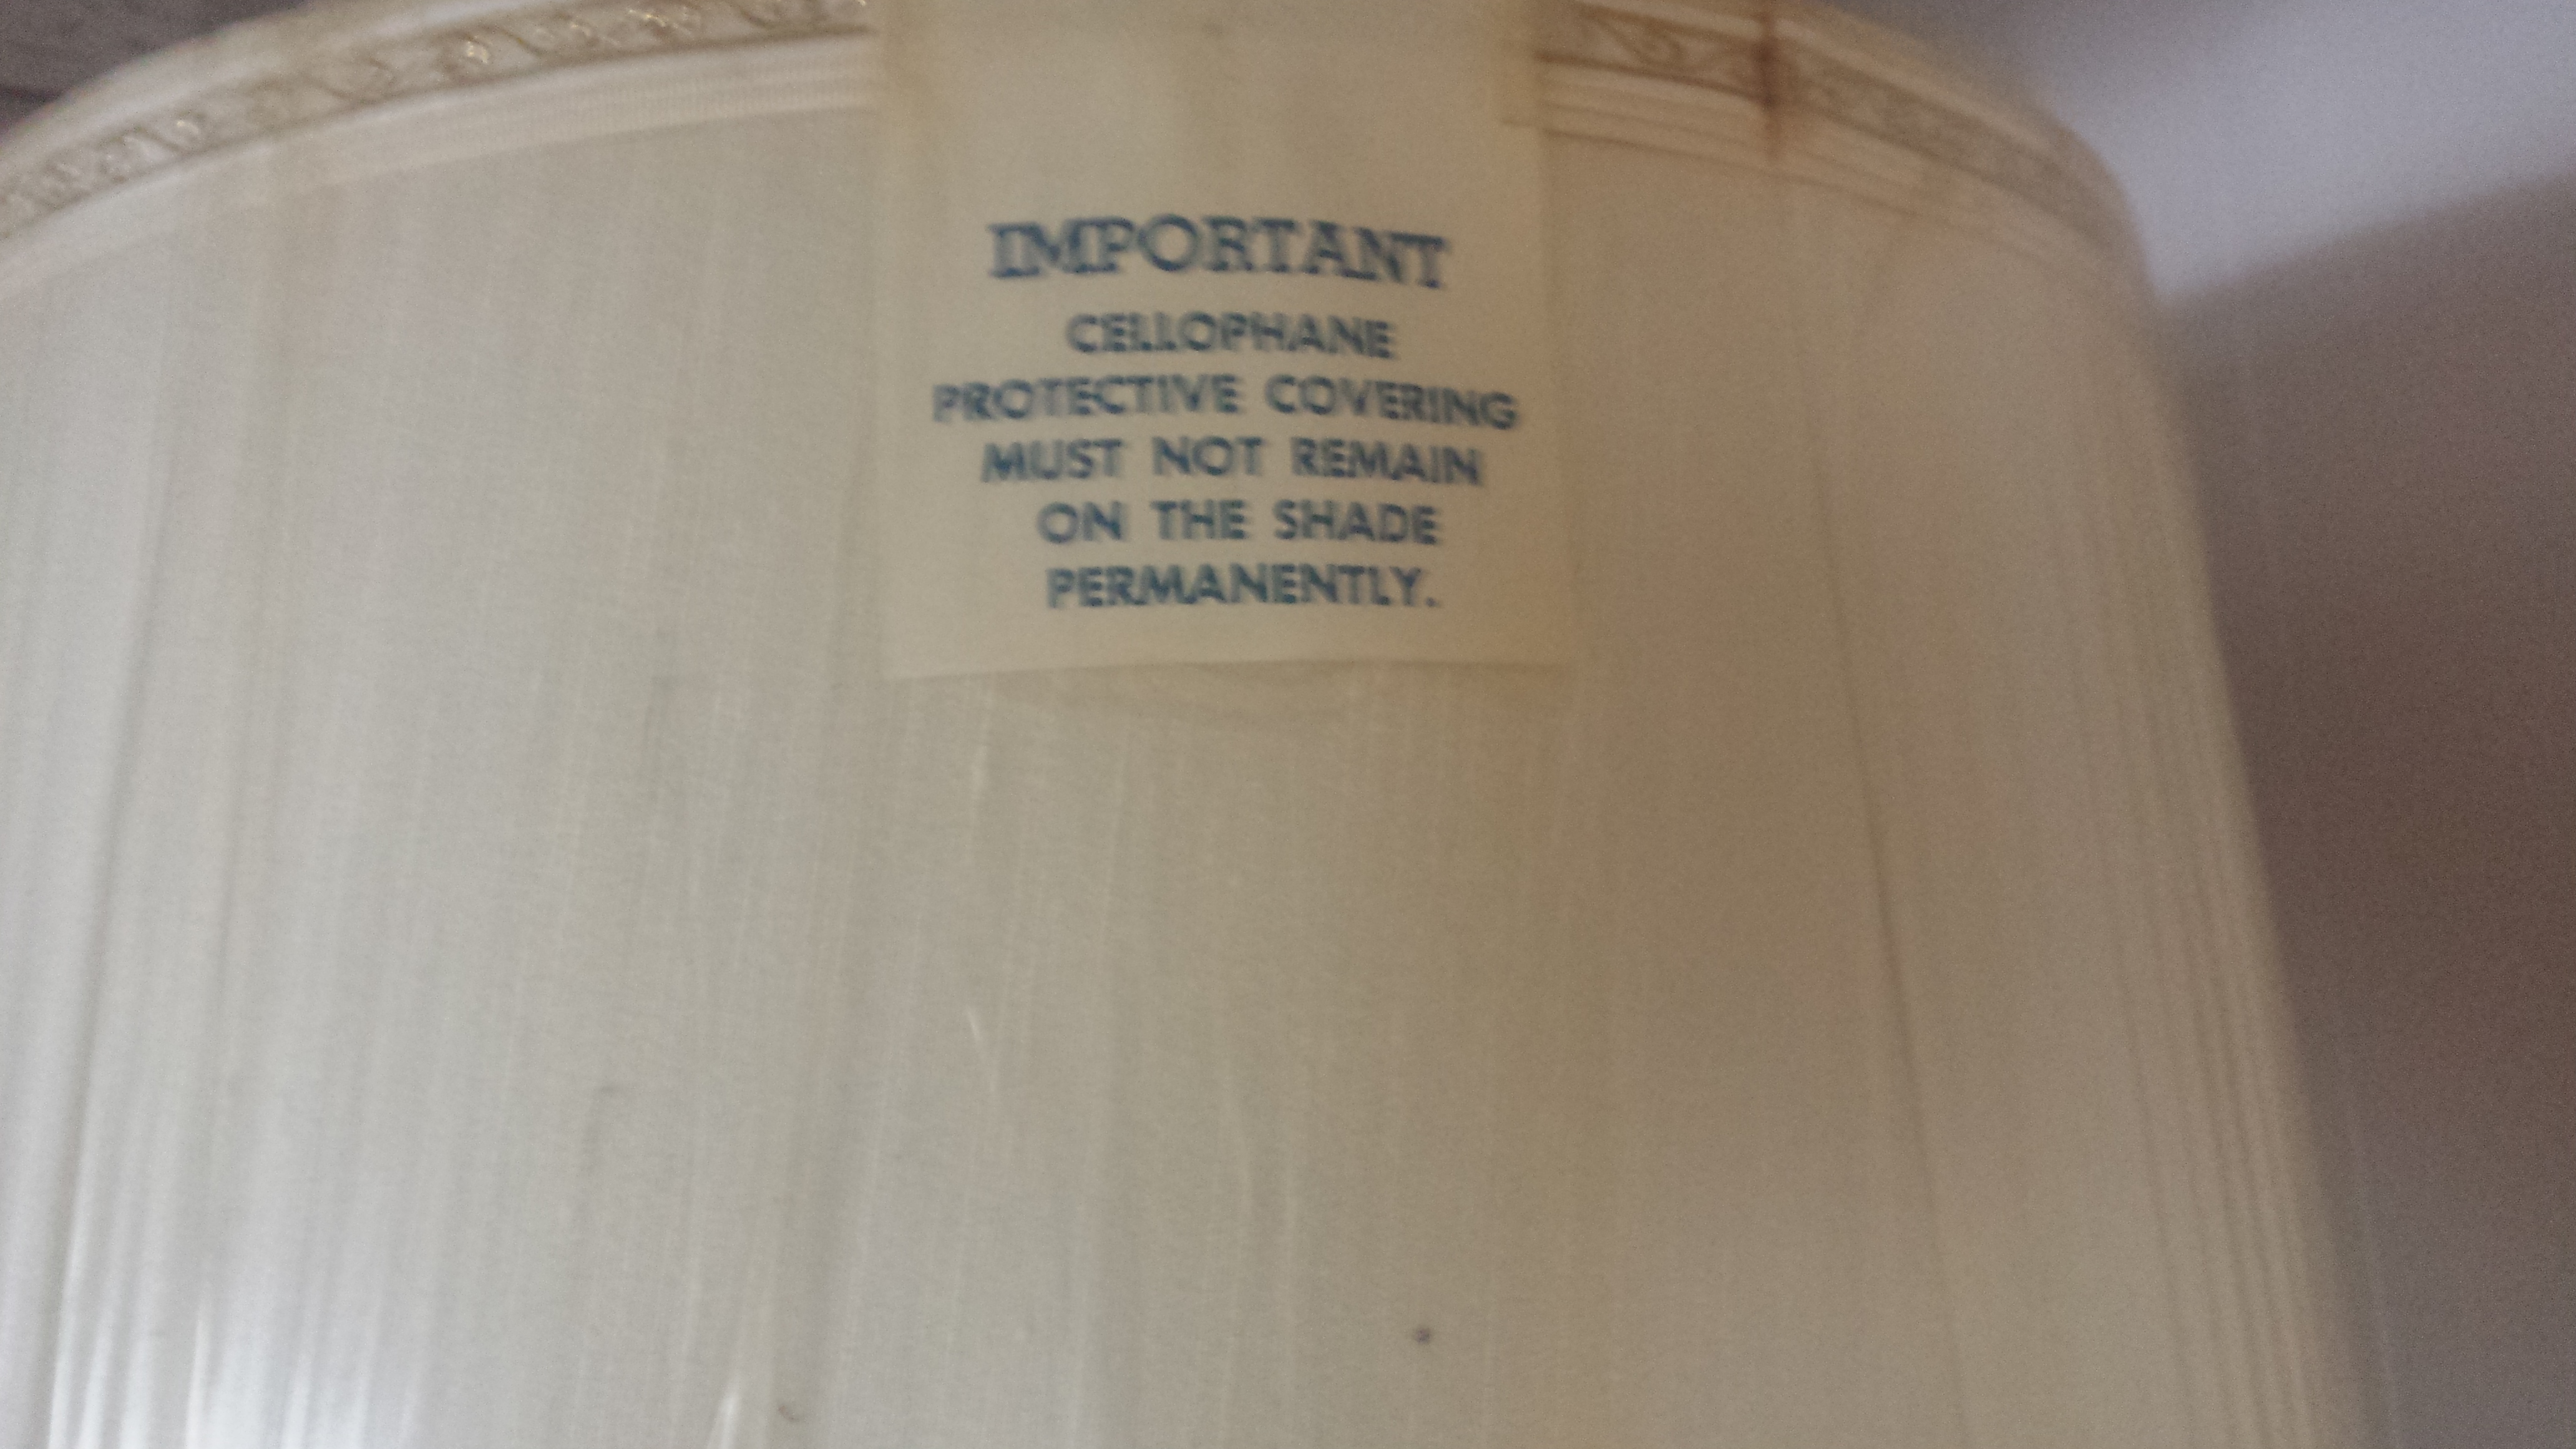 IMPORTANT
CELLOPHANE
PROTECTIVE COVERING
MUST NOT REMAIN
ON THE SHADE
PERMANENTLY.